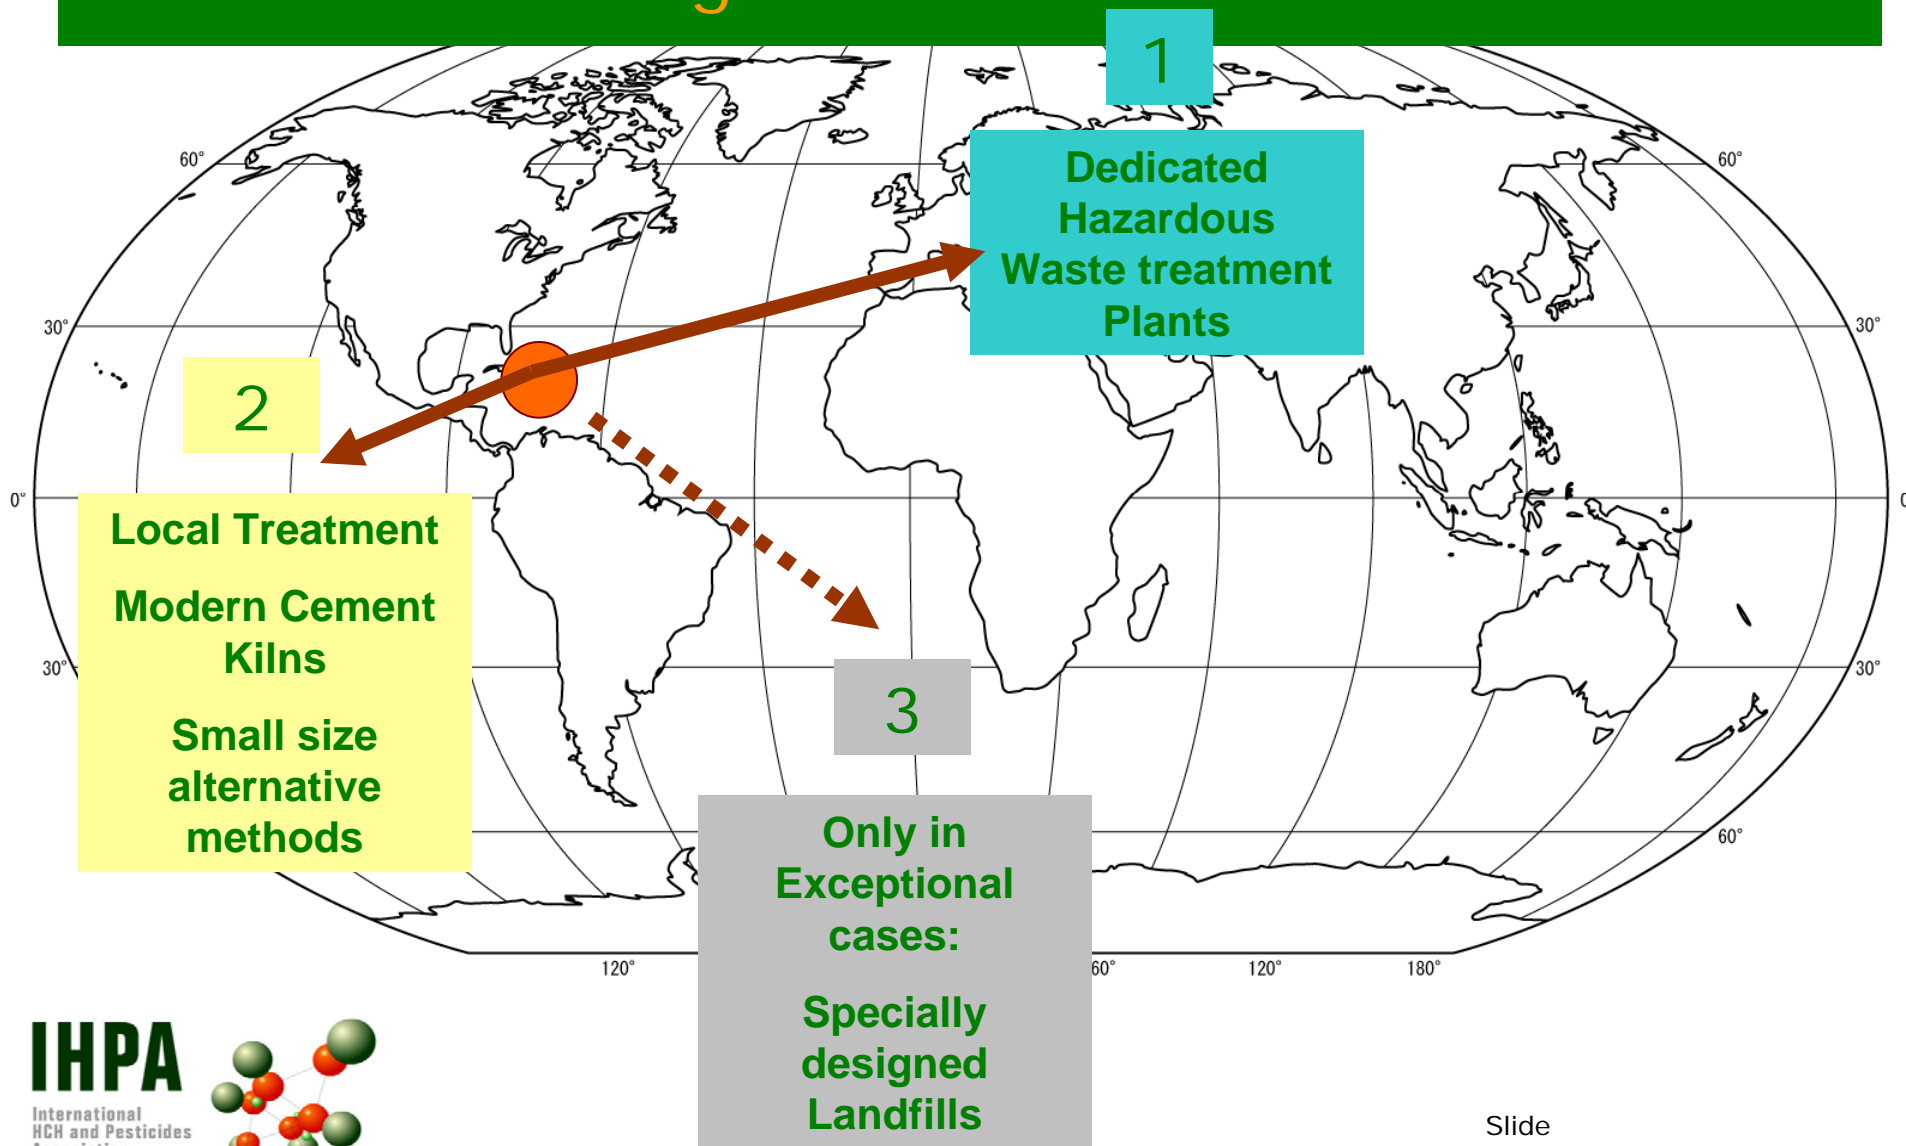 1
Dedicated
Hazardous
Waste treatment
Plants
60°
60°
30°
30°
2
0°
Local Treatment
Modern Cement
Kilns
Small size
alternative
methods
30°
30°
3
Only in
Exceptional
cases:
Specially
designed
Landfills
60°
120°
60°
120°
180°
IHPA
International
HCH and Pesticides
Slide